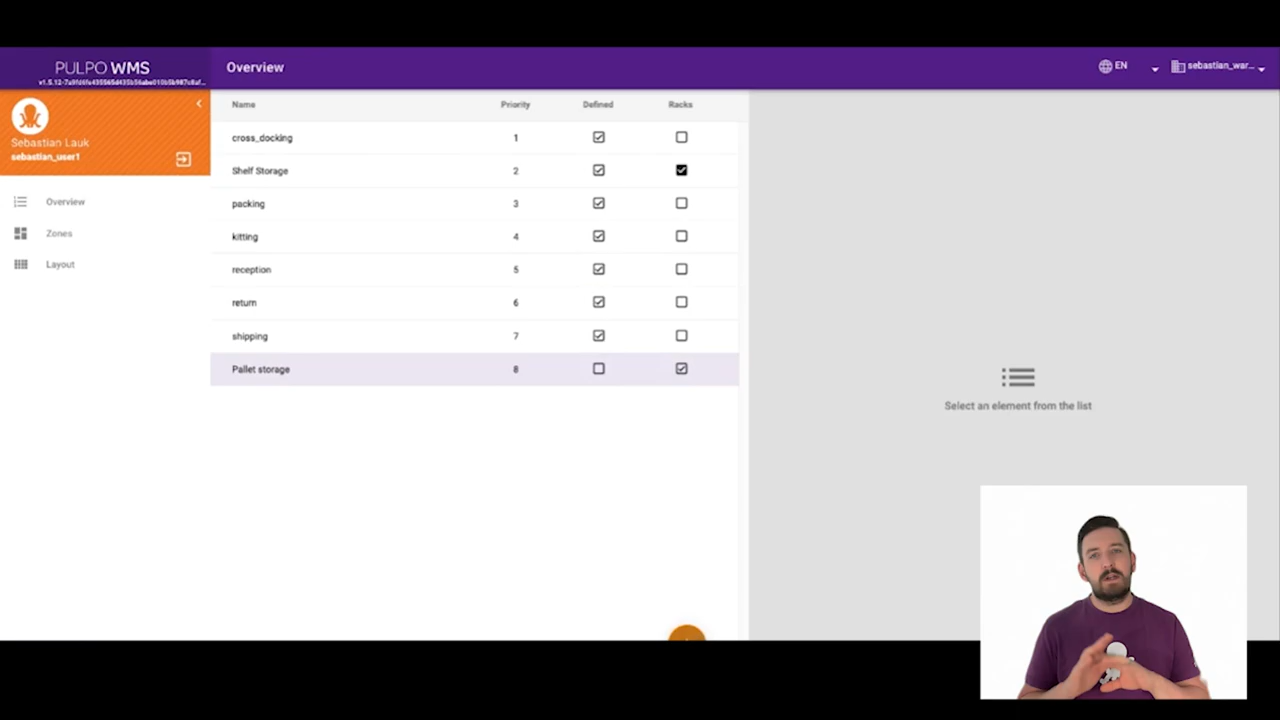 PULPO WMS
Overview
EN
sebastian_war...
Sebastian Lauk
sebastian_user1
Overview
Zones
Layout
Name Priority Defined Racks
cross_docking 1
Shelf Storage 2
packing 3
kitting 4
reception 5
return 6
shipping 7
Pallet storage 8
Select an element from the list